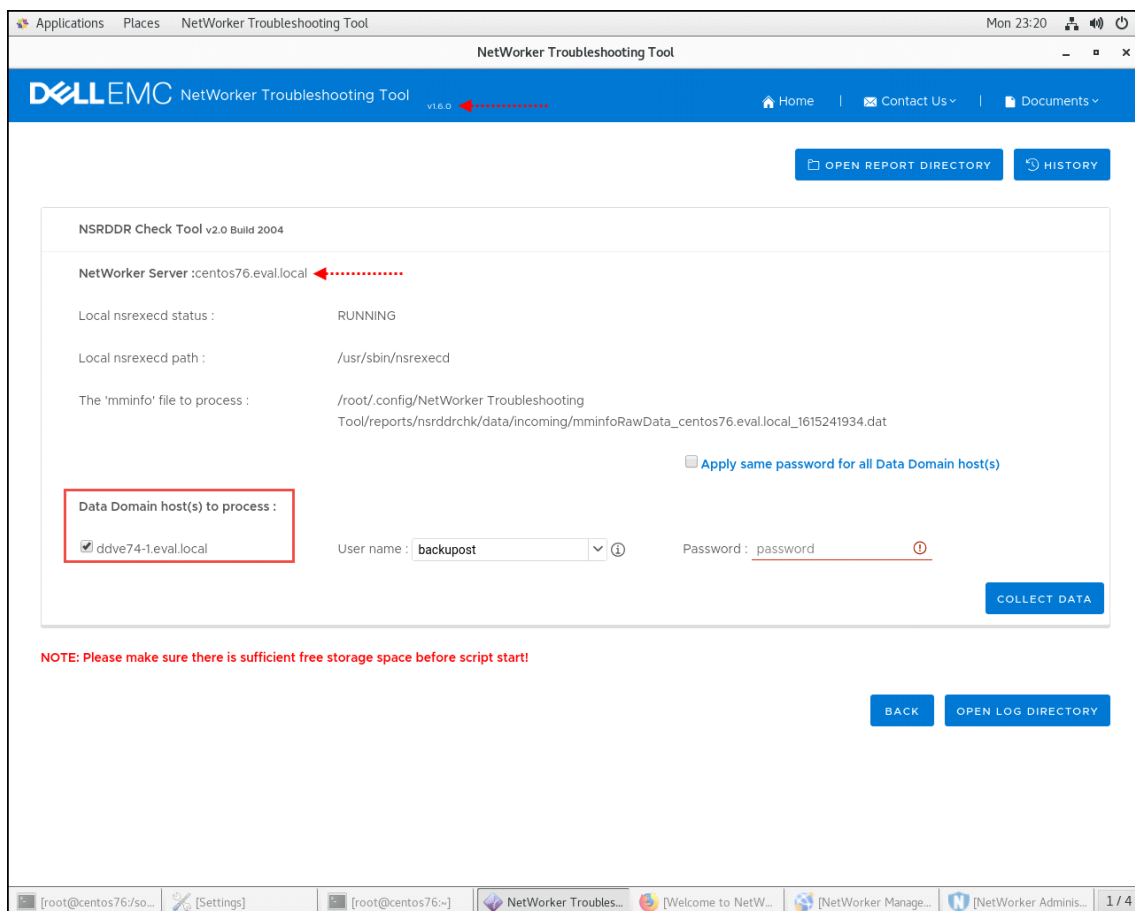 Applications Places NetWorker Troubleshooting Tool Mon 23:20
NetWorker Troubleshooting Tool
DELLEMC NetWorker Troubleshooting Tool v1.6.0 Home | Contact Us | Documents
OPEN REPORT DIRECTORY HISTORY
NSRDDR Check Tool v2.0 Build 2004
NetWorker Server :centos76.eval.local
Local nsrexecd status : RUNNING
Local nsrexecd path : /usr/sbin/nsrexecd
The 'mminfo' file to process : /root/.config/NetWorker Troubleshooting
Tool/reports/nsrddrchk/data/incoming/mminfoRawData_centos76.eval.local_1615241934.dat
Apply same password for all Data Domain host(s)
Data Domain host(s) to process :
ddve74-1.eval.local User name : backupost Password : password
COLLECT DATA
NOTE: Please make sure there is sufficient free storage space before script start!
BACK OPEN LOG DIRECTORY
[root@centos76:/so... [Settings] [root@centos76:~] NetWorker Troubles... [Welcome to NetW... [NetWorker Manage... [NetWorker Adminis... 1 / 4